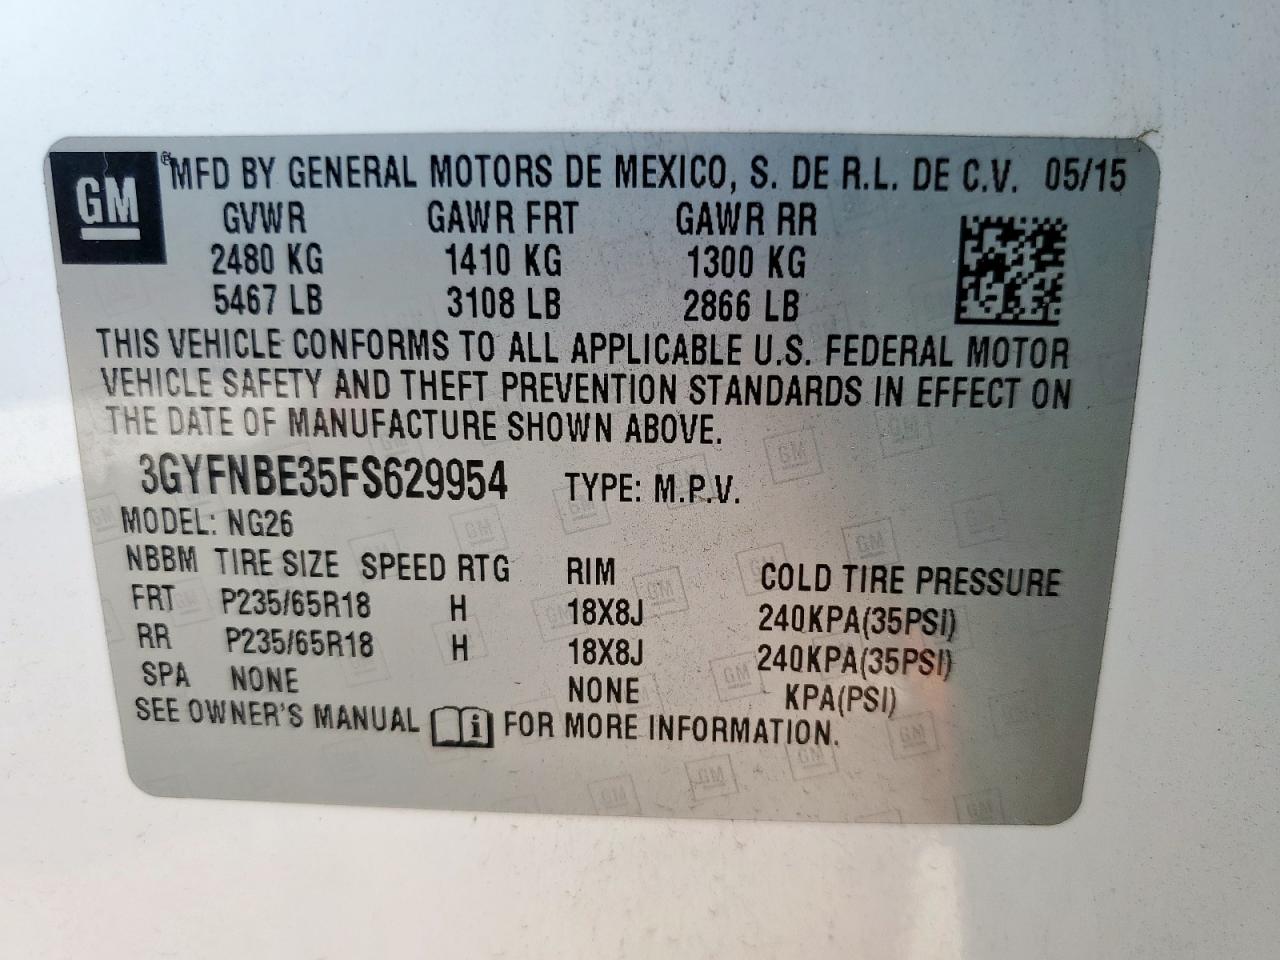 GM
® MFD BY GENERAL MOTORS DE MEXICO, S. DE R.L. DE C.V. 05/15
GVWR GAWR FRT GAWR RR
2480 KG 1410 KG 1300 KG
5467 LB 3108 LB 2866 LB
THIS VEHICLE CONFORMS TO ALL APPLICABLE U.S. FEDERAL MOTOR
VEHICLE SAFETY AND THEFT PREVENTION STANDARDS IN EFFECT ON
THE DATE OF MANUFACTURE SHOWN ABOVE.
3GYFNBE35FS629954 TYPE: M.P.V.
MODEL: NG26
NBBM TIRE SIZE SPEED RTG RIM COLD TIRE PRESSURE
FRT P235/65R18 H 18X8J 240KPA(35PSI)
RR P235/65R18 H 18X8J 240KPA(35PSI)
SPA NONE NONE KPA(PSI)
SEE OWNER'S MANUAL i FOR MORE INFORMATION.